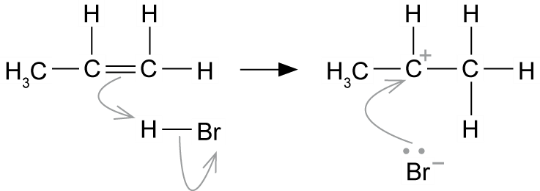 H H H H
H₃C C C H H₃C C + C H
H Br H
Br −